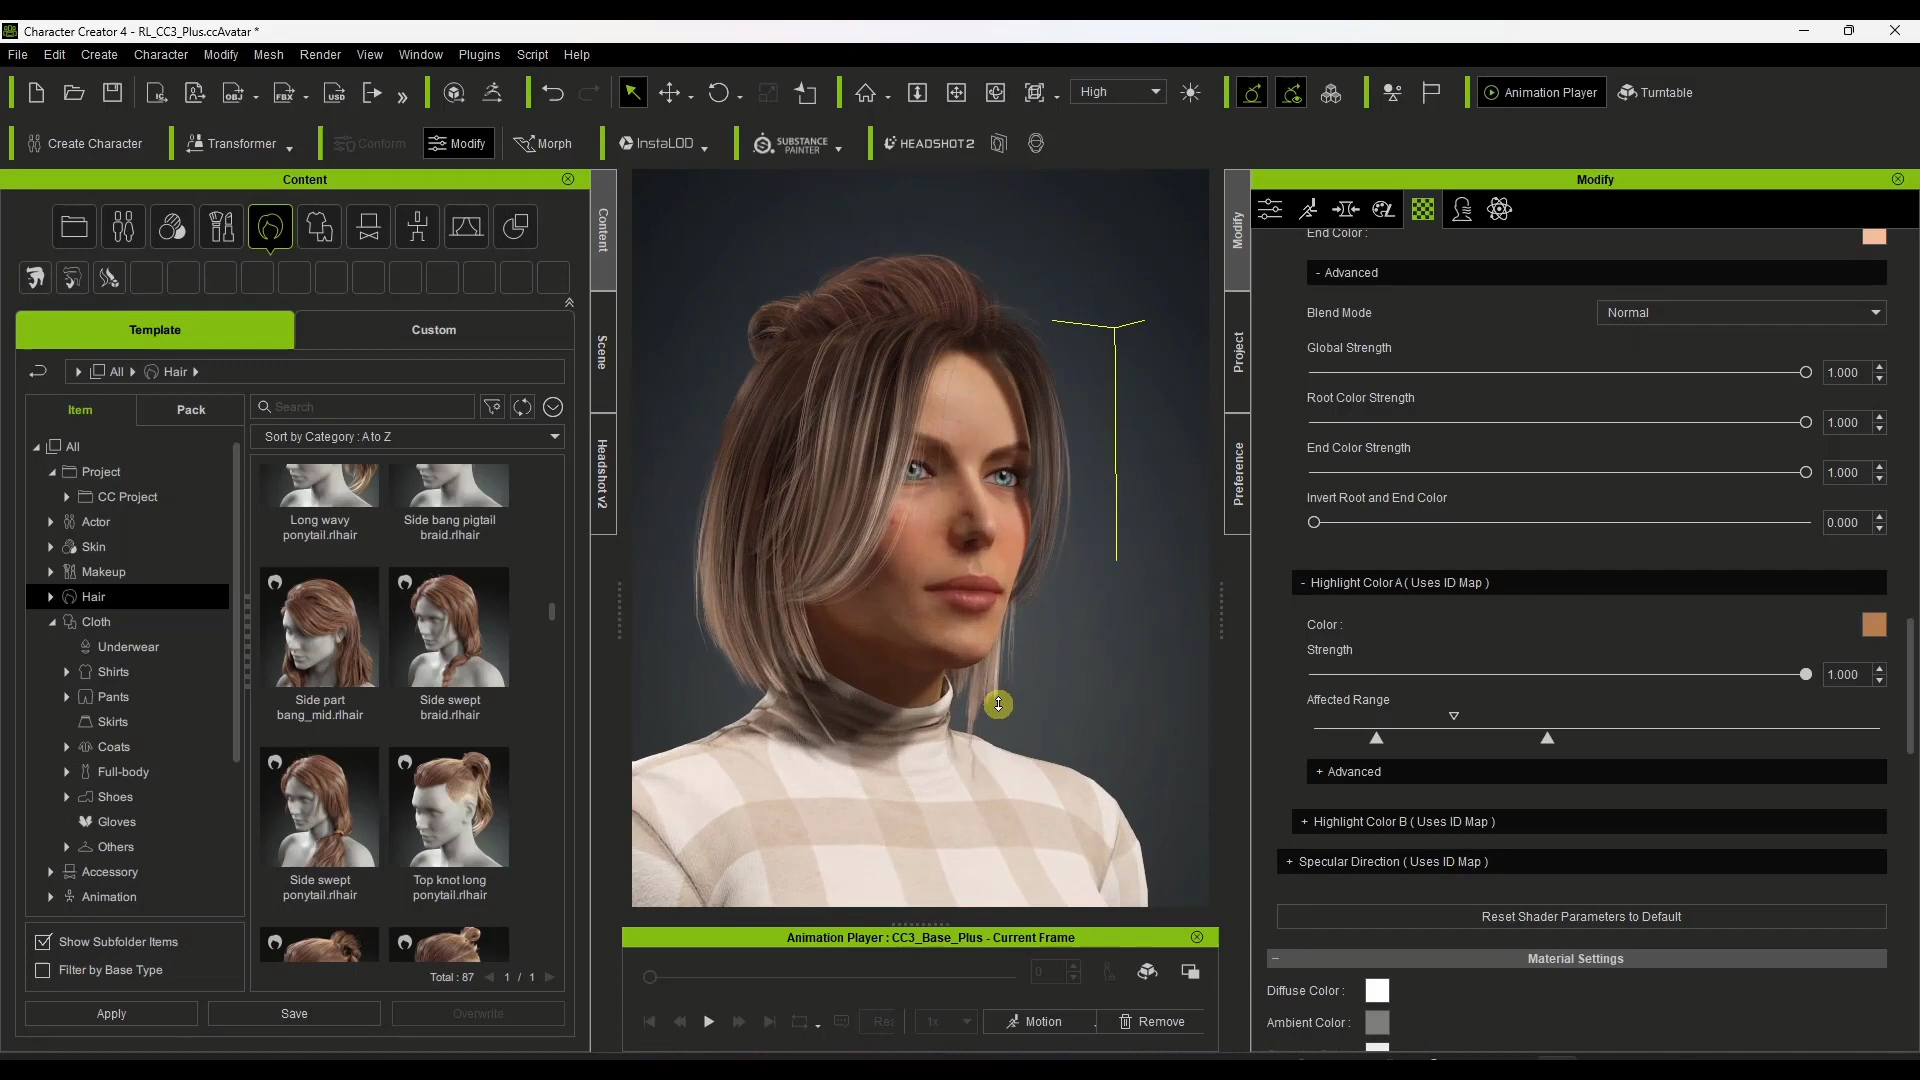 Character Creator 4 - RL_CC3_Plus.ccAvatar *
File Edit Create Character Modify Mesh Render View Window Plugins Script Help
High
Animation Player
Turntable
Create Character
Transformer
Conform
Modify
Morph
InstaLOD
SUBSTANCE PAINTER
HEADSHOT 2
Content
Template
Custom
All
Hair
Item
Pack
Search
Sort by Category : A to Z
All
Project
CC Project
Actor
Skin
Makeup
Hair
Cloth
Underwear
Shirts
Pants
Skirts
Coats
Full-body
Shoes
Gloves
Others
Accessory
Animation
Long wavy
ponytail.rlhair
Side bang pigtail
braid.rlhair
Side part
bang_mid.rlhair
Side swept
braid.rlhair
Side swept
ponytail.rlhair
Top knot long
ponytail.rlhair
Show Subfolder Items
Filter by Base Type
Total : 87
1 / 1
Apply
Save
Overwrite
Content
Scene
Headshot v2
Animation Player : CC3_Base_Plus - Current Frame
0
1x
Motion
Remove
Modify
Project
Preference
Modify
End Color :
- Advanced
Blend Mode
Normal
Global Strength
1.000
Root Color Strength
1.000
End Color Strength
1.000
Invert Root and End Color
0.000
- Highlight Color A ( Uses ID Map )
Color :
Strength
1.000
Affected Range
+ Advanced
+ Highlight Color B ( Uses ID Map )
+ Specular Direction ( Uses ID Map )
Reset Shader Parameters to Default
Material Settings
Diffuse Color :
Ambient Color :